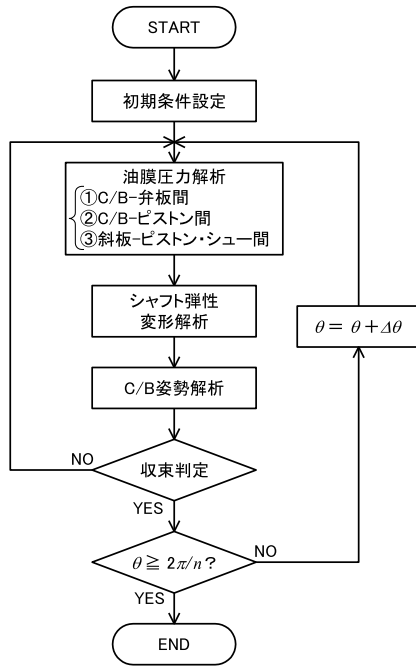 START
初期条件設定
油膜圧力解析
①C/B-弁板間
②C/B-ピストン間
③斜板-ピストン・シュー間
シャフト弾性
変形解析
θ = θ + Δθ
C/B姿勢解析
NO
収束判定
YES
θ ≧ 2π/n?
NO
YES
END